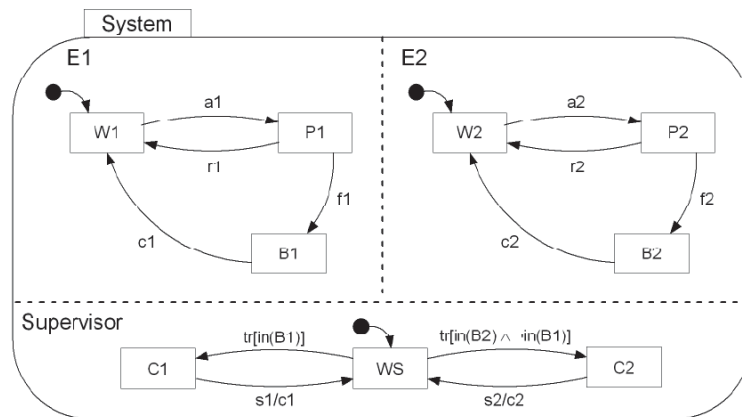 System
E1
E2
a1
a2
W1
P1
W2
P2
r1
r2
f1
f2
c1
c2
B1
B2
Supervisor
tr[in(B1)]
tr[in(B2) ∧ ·in(B1)]
C1
WS
C2
s1/c1
s2/c2